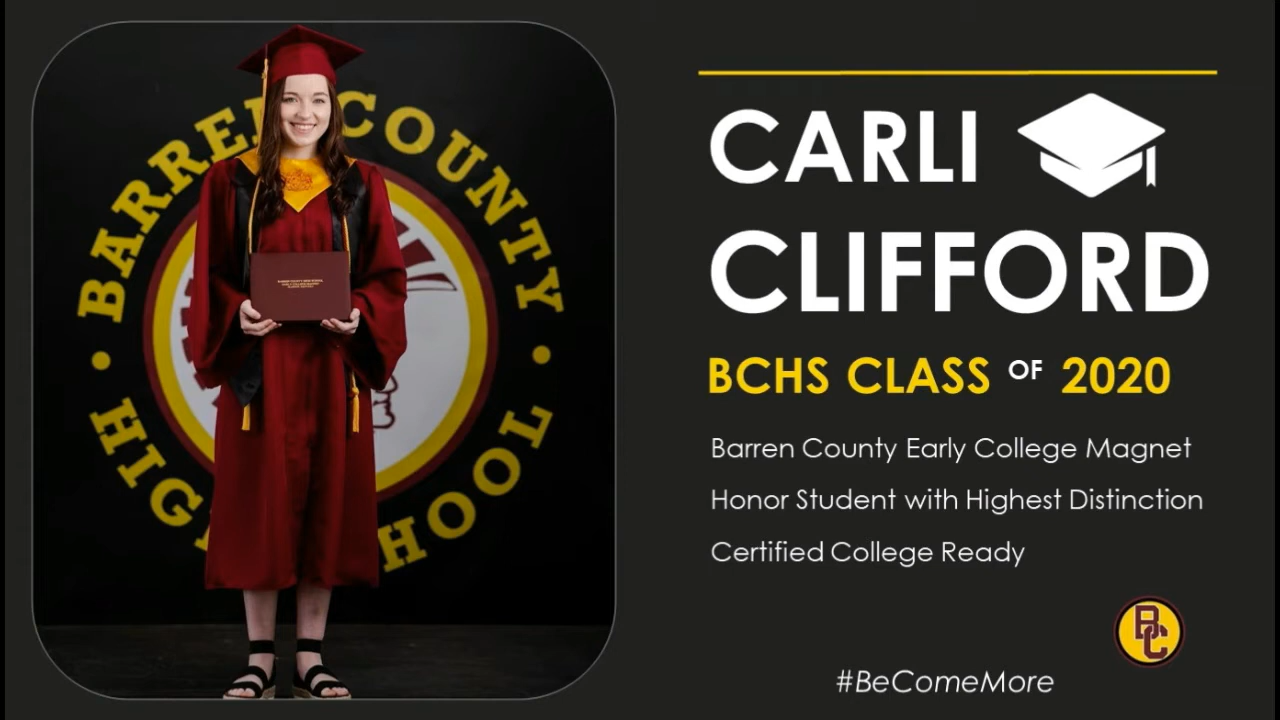 BARREN COUNTY
HIGH SCHOOL
CARLI
CLIFFORD
BCHS CLASS OF 2020
Barren County Early College Magnet
Honor Student with Highest Distinction
Certified College Ready
BC
#BeComeMore